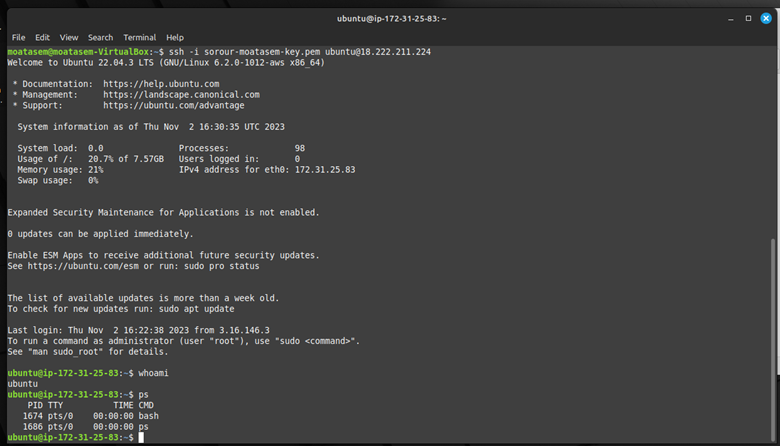 ubuntu@ip-172-31-25-83: ~
File Edit View Search Terminal Help
moatasem@moatasem-VirtualBox:~$ ssh -i sorour-moatasem-key.pem ubuntu@18.222.211.224
Welcome to Ubuntu 22.04.3 LTS (GNU/Linux 6.2.0-1012-aws x86_64)
* Documentation:  https://help.ubuntu.com
* Management:     https://landscape.canonical.com
* Support:        https://ubuntu.com/advantage
System information as of Thu Nov  2 16:30:35 UTC 2023
System load:  0.0               Processes:             98
Usage of /:   20.7% of 7.57GB   Users logged in:       0
Memory usage: 21%               IPv4 address for eth0: 172.31.25.83
Swap usage:   0%
Expanded Security Maintenance for Applications is not enabled.
0 updates can be applied immediately.
Enable ESM Apps to receive additional future security updates.
See https://ubuntu.com/esm or run: sudo pro status
The list of available updates is more than a week old.
To check for new updates run: sudo apt update
Last login: Thu Nov  2 16:22:38 2023 from 3.16.146.3
To run a command as administrator (user "root"), use "sudo <command>".
See "man sudo_root" for details.
ubuntu@ip-172-31-25-83:~$ whoami
ubuntu
ubuntu@ip-172-31-25-83:~$ ps
PID TTY          TIME CMD
1674 pts/0    00:00:00 bash
1686 pts/0    00:00:00 ps
ubuntu@ip-172-31-25-83:~$